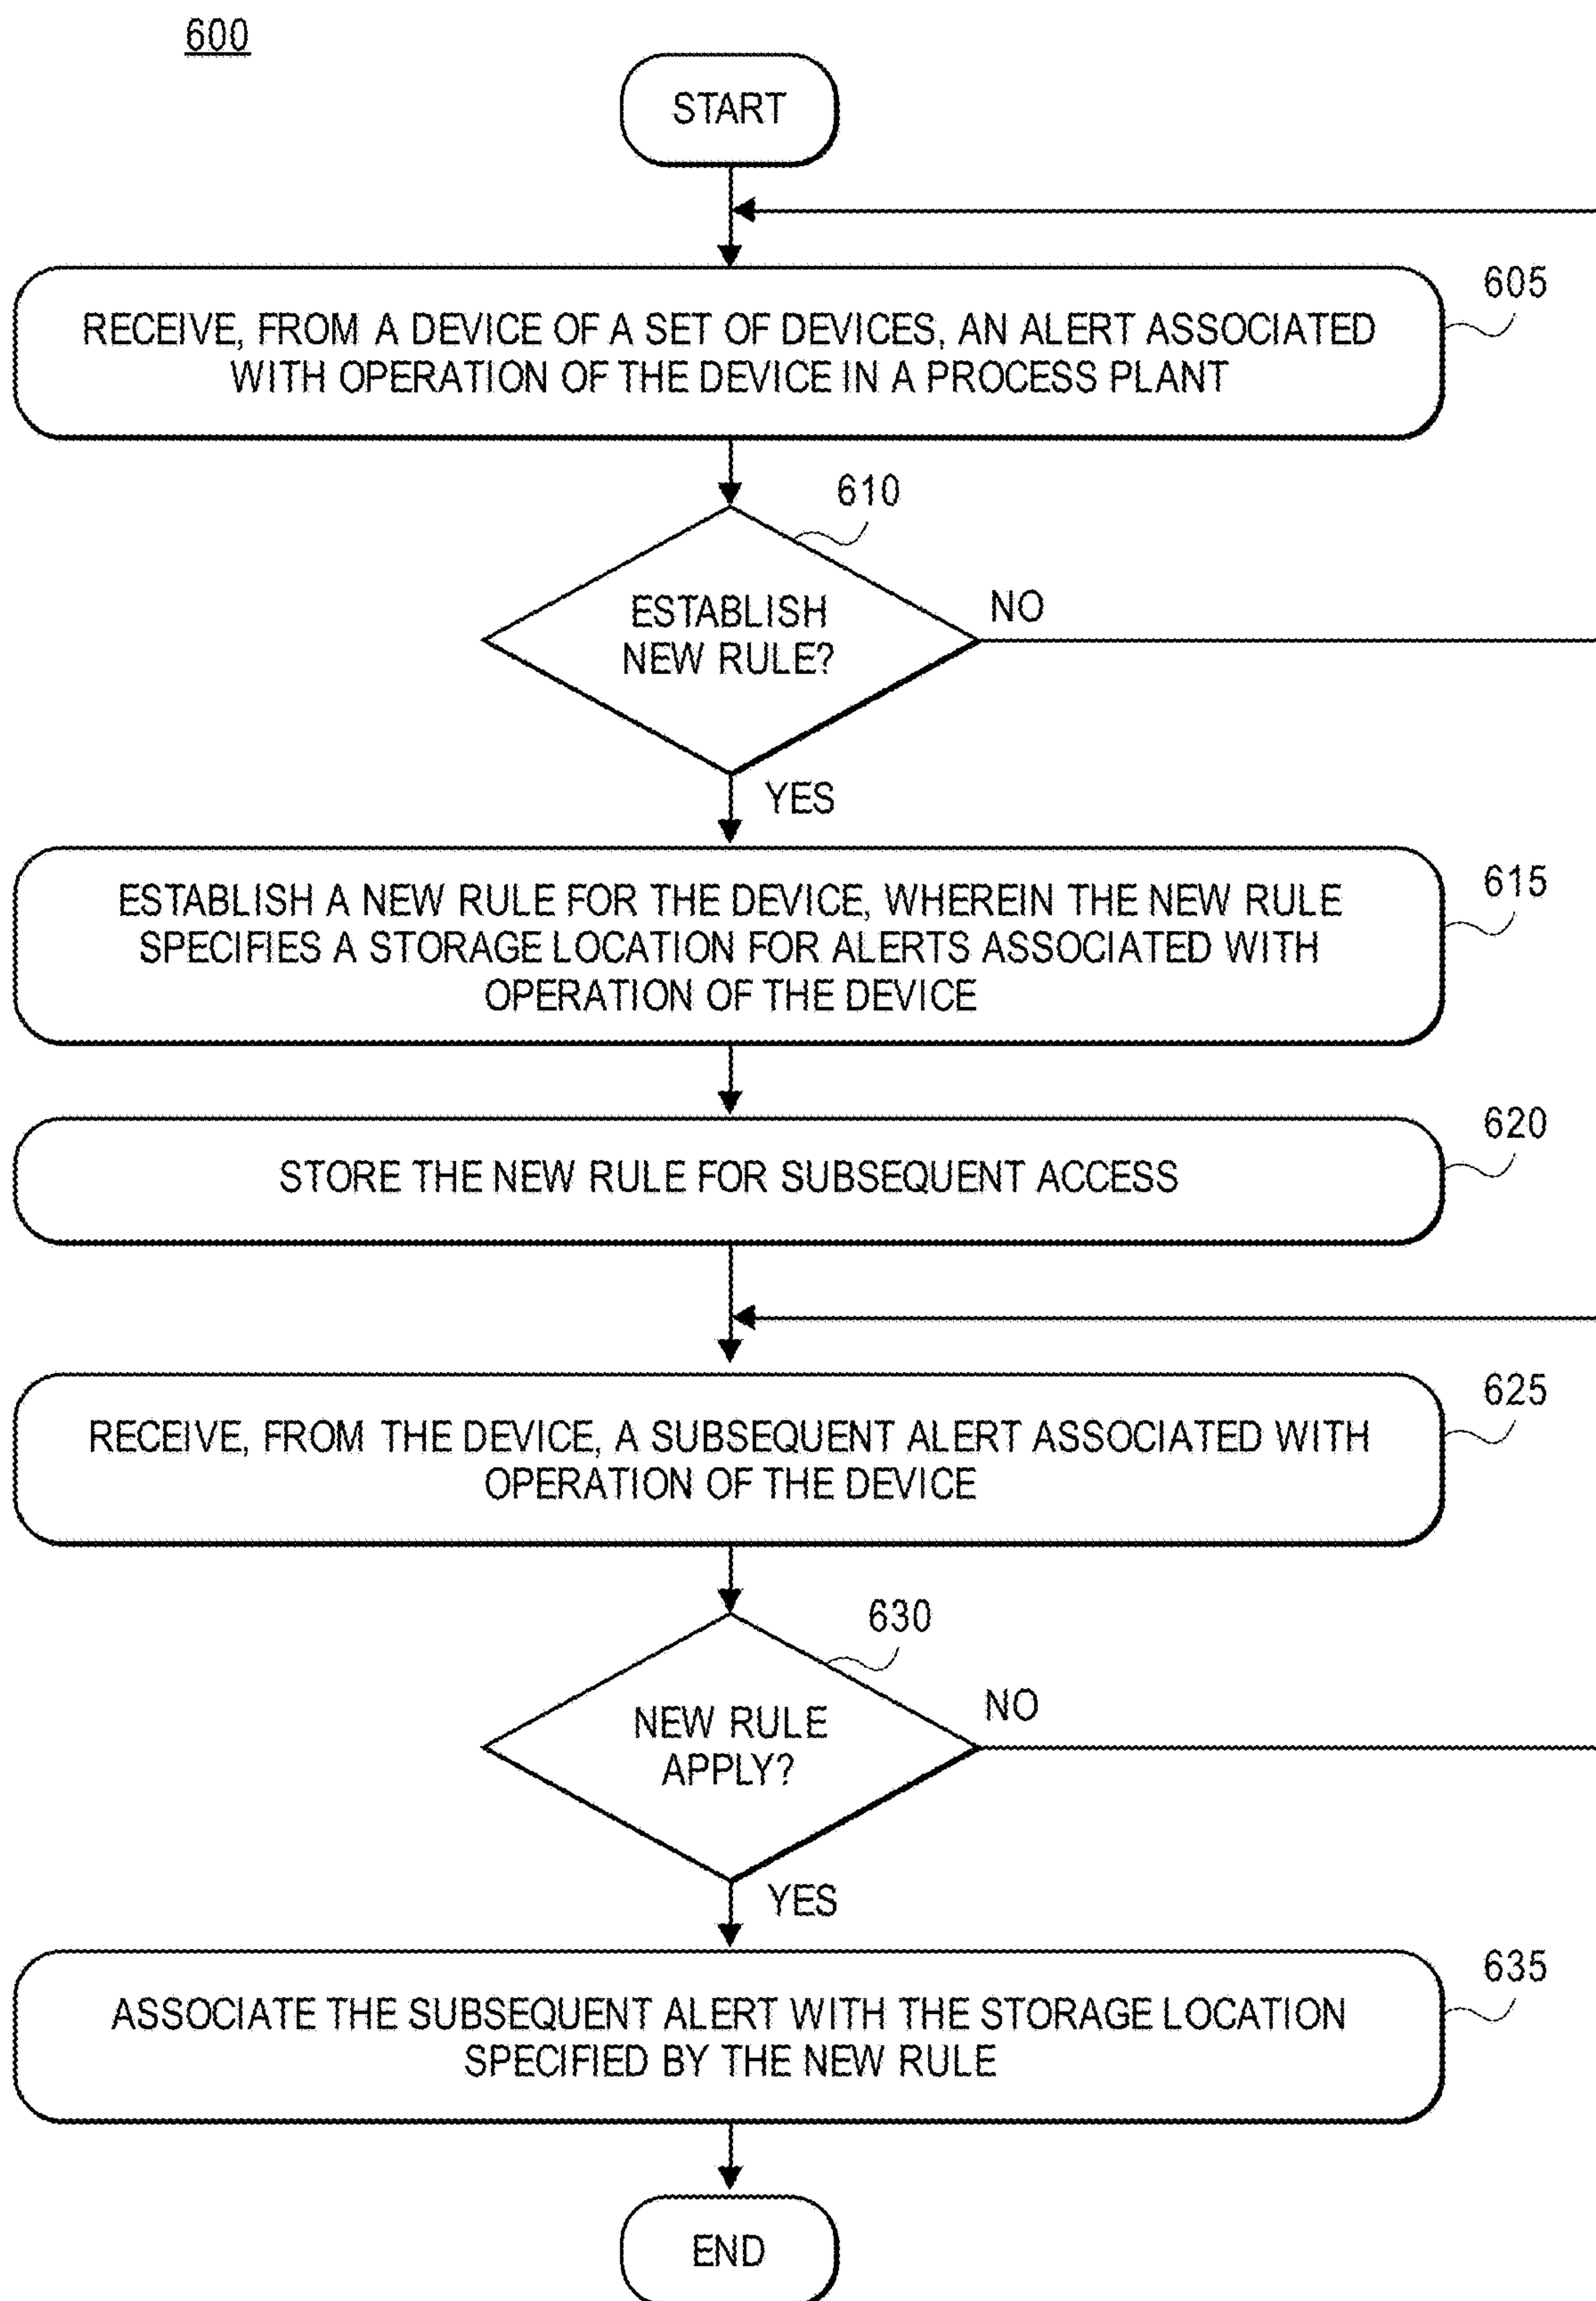 600
START
605
RECEIVE, FROM A DEVICE OF A SET OF DEVICES, AN ALERT ASSOCIATED
WITH OPERATION OF THE DEVICE IN A PROCESS PLANT
610
ESTABLISH
NEW RULE?
NO
YES
615
ESTABLISH A NEW RULE FOR THE DEVICE, WHEREIN THE NEW RULE
SPECIFIES A STORAGE LOCATION FOR ALERTS ASSOCIATED WITH
OPERATION OF THE DEVICE
620
STORE THE NEW RULE FOR SUBSEQUENT ACCESS
625
RECEIVE, FROM THE DEVICE, A SUBSEQUENT ALERT ASSOCIATED WITH
OPERATION OF THE DEVICE
630
NEW RULE
APPLY?
NO
YES
635
ASSOCIATE THE SUBSEQUENT ALERT WITH THE STORAGE LOCATION
SPECIFIED BY THE NEW RULE
END